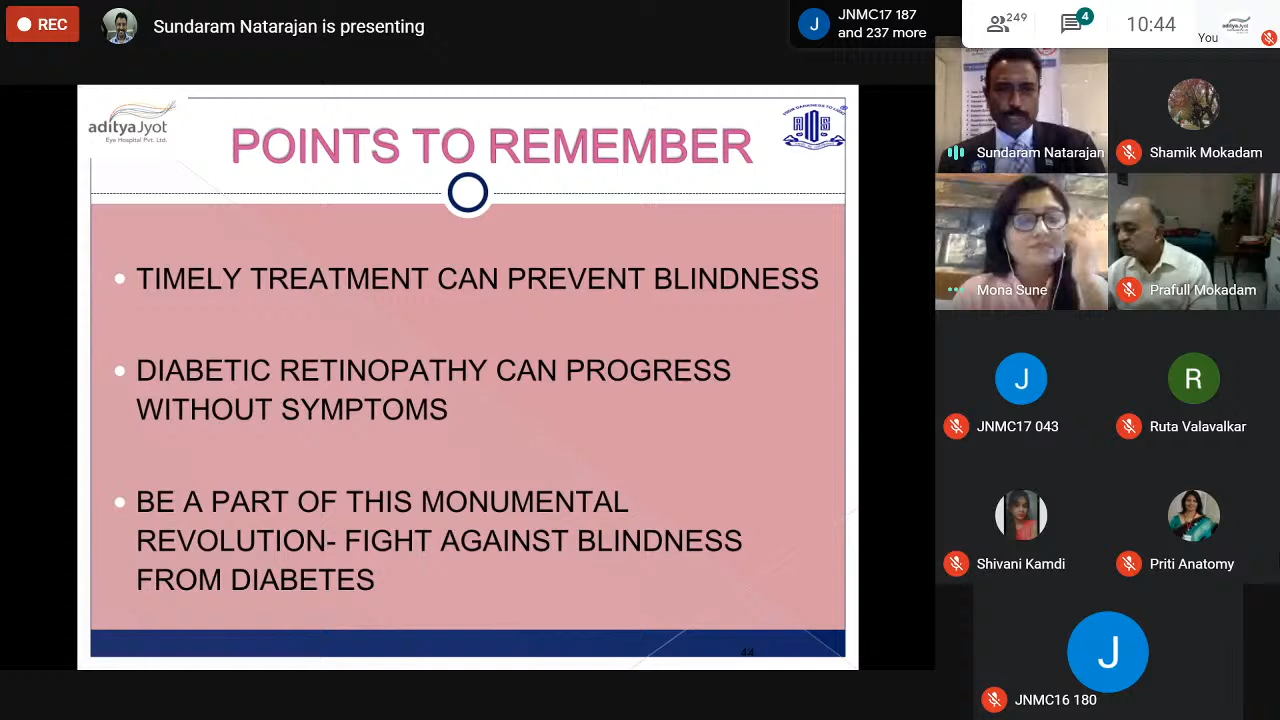 REC
Sundaram Natarajan is presenting
JNMC17 187
and 237 more
249
4
10:44
You
adityaJyot
Eye Hospital Pvt. Ltd.
POINTS TO REMEMBER
AIOS
• TIMELY TREATMENT CAN PREVENT BLINDNESS
• DIABETIC RETINOPATHY CAN PROGRESS
WITHOUT SYMPTOMS
• BE A PART OF THIS MONUMENTAL
REVOLUTION- FIGHT AGAINST BLINDNESS
FROM DIABETES
44
Sundaram Natarajan
Shamik Mokadam
Mona Sune
Prafull Mokadam
J
JNMC17 043
R
Ruta Valavalkar
Shivani Kamdi
Priti Anatomy
J
JNMC16 180